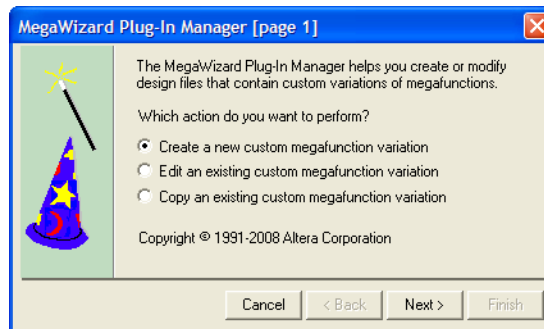 MegaWizard Plug-In Manager [page 1]
The MegaWizard Plug-In Manager helps you create or modify
design files that contain custom variations of megafunctions.
Which action do you want to perform?
Create a new custom megafunction variation
Edit an existing custom megafunction variation
Copy an existing custom megafunction variation
Copyright © 1991-2008 Altera Corporation
Cancel < Back Next > Finish